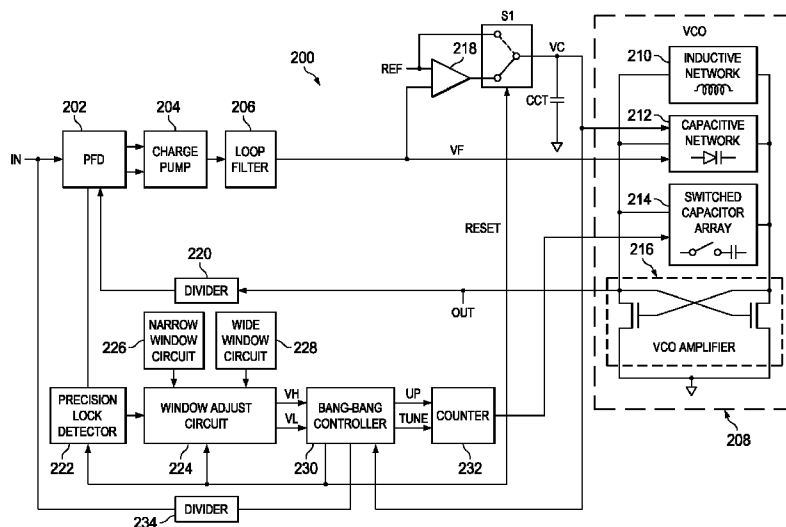 S1
VCO
200
218
VC
210
INDUCTIVE
NETWORK
REF
202
204
206
CCT
212
CAPACITIVE
NETWORK
IN
PFD
CHARGE
PUMP
LOOP
FILTER
VF
214
SWITCHED
CAPACITOR
ARRAY
RESET
220
216
DIVIDER
OUT
226
NARROW
WINDOW
CIRCUIT
WIDE
WINDOW
CIRCUIT
228
VCO AMPLIFIER
PRECISION
LOCK
DETECTOR
WINDOW ADJUST
CIRCUIT
VH
VL
BANG-BANG
CONTROLLER
UP
TUNE
COUNTER
222
224
230
232
208
DIVIDER
234